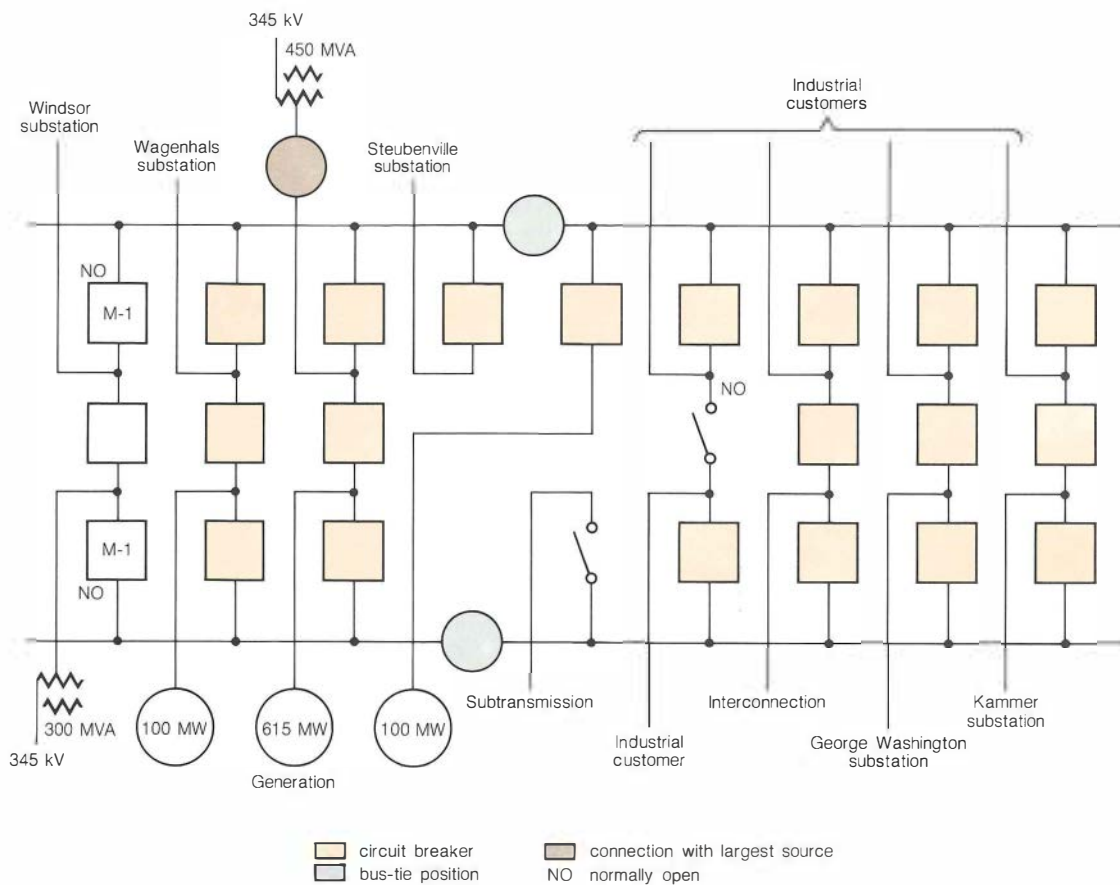 345 kV
450 MVA
Industrial
customers
Windsor
substation
Wagenhals
substation
Steubenville
substation
NO
M-1
NO
M-1
NO
300 MVA
345 kV
100 MW
615 MW
100 MW
Generation
Subtransmission
Industrial
customer
Interconnection
George Washington
substation
Kammer
substation
circuit breaker
bus-tie position
connection with largest source
NO normally open